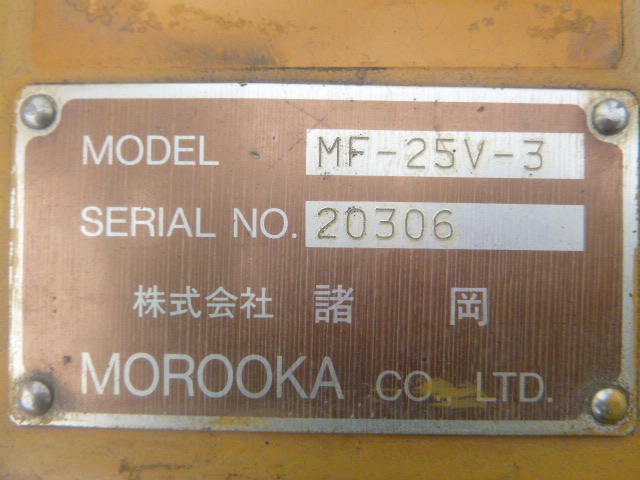 MODEL MF-25V-3
SERIAL NO. 20306
株式会社 諸岡
MOROOKA CO., LTD.